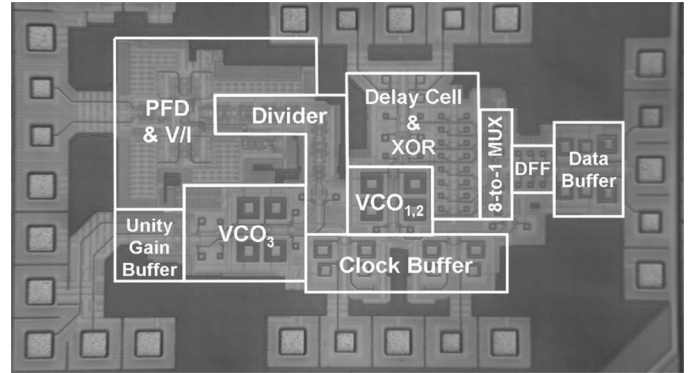 PFD
& V/I
Divider
Delay Cell
&
XOR
8-to-1 MUX
DFF
Data
Buffer
VCO1,2
Unity
Gain
Buffer
VCO3
Clock Buffer